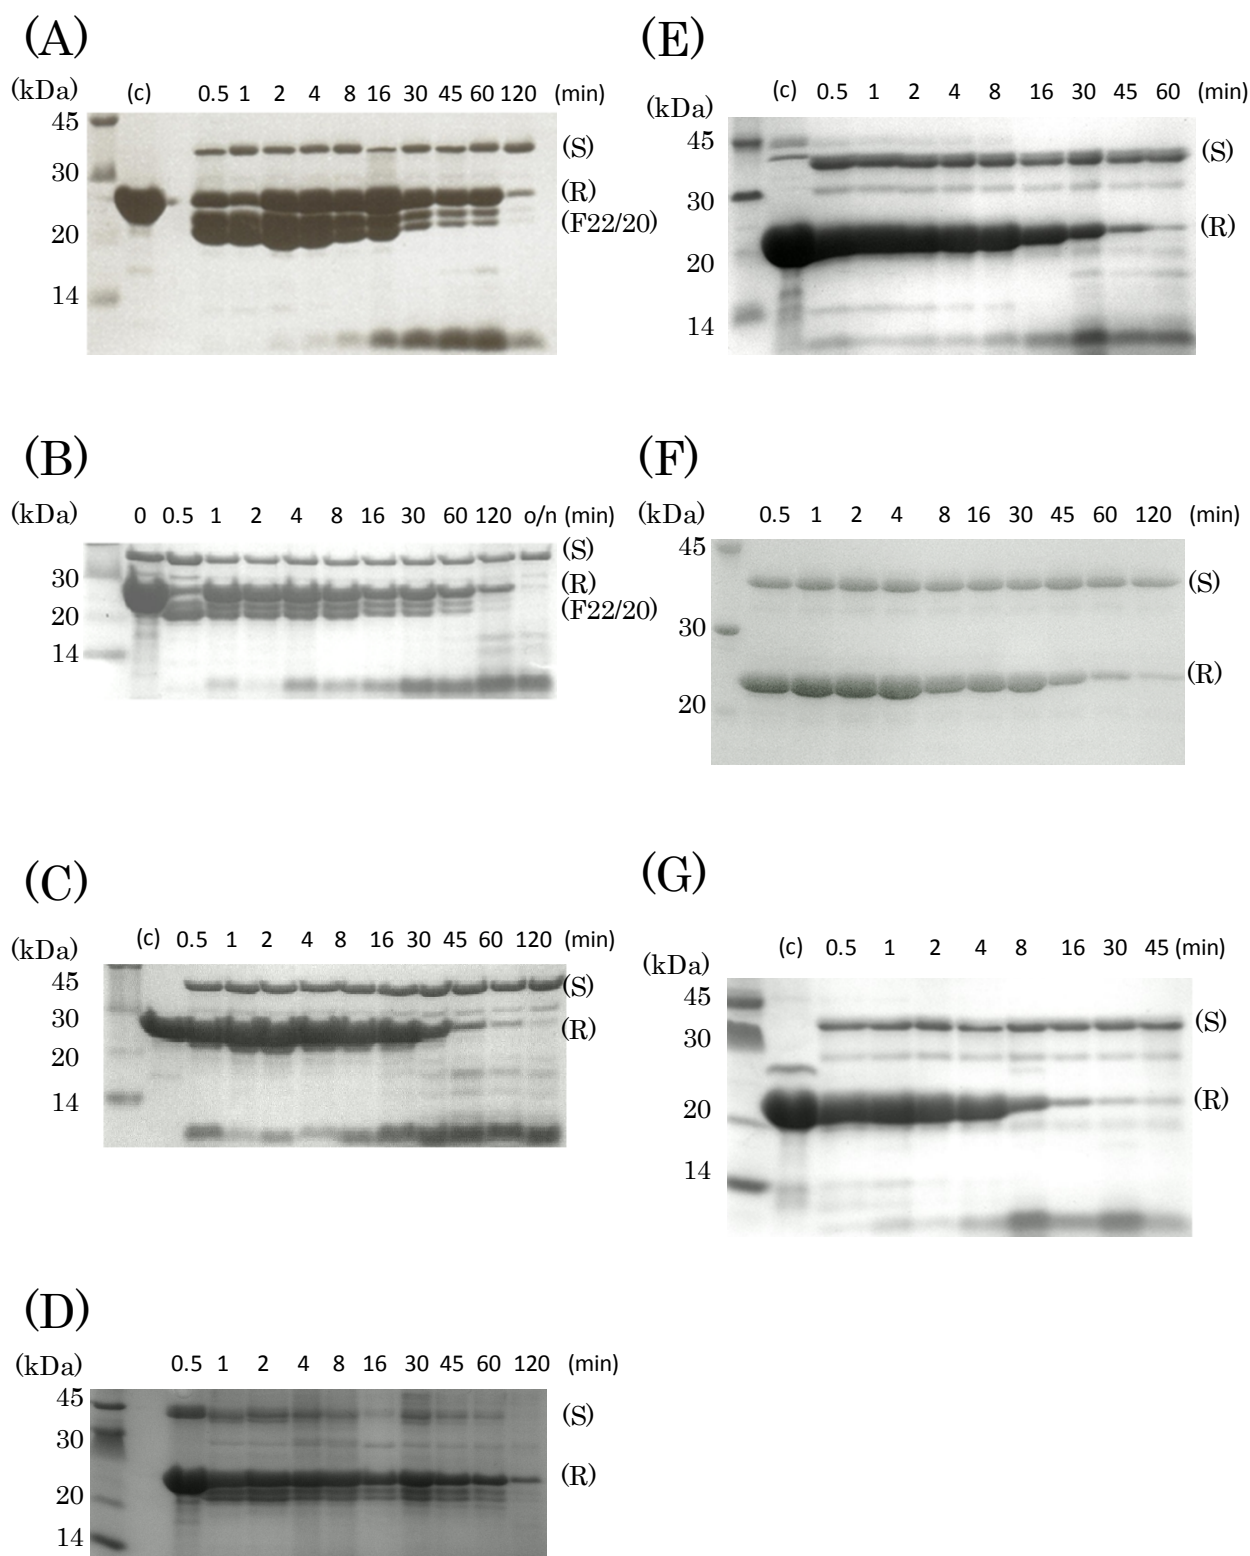 (A)
(kDa) (c) 0.5 1 2 4 8 16 30 45 60 120 (min)
45 (S)
30 (R)
20 (F22/20)
14
(B)
(kDa) 0 0.5 1 2 4 8 16 30 60 120 o/n (min)
(S)
30 (R)
20 (F22/20)
14
(C)
(kDa) (c) 0.5 1 2 4 8 16 30 45 60 120 (min)
45 (S)
30 (R)
20
14
(D)
(kDa) 0.5 1 2 4 8 16 30 45 60 120 (min)
45 (S)
30
(R)
20
14
(E)
(kDa) (c) 0.5 1 2 4 8 16 30 45 60 (min)
45 (S)
30
(R)
20
14
(F)
(kDa) 0.5 1 2 4 8 16 30 45 60 120 (min)
45
(S)
30
(R)
20
(G)
(kDa) (c) 0.5 1 2 4 8 16 30 45 (min)
45
(S)
30
20 (R)
14